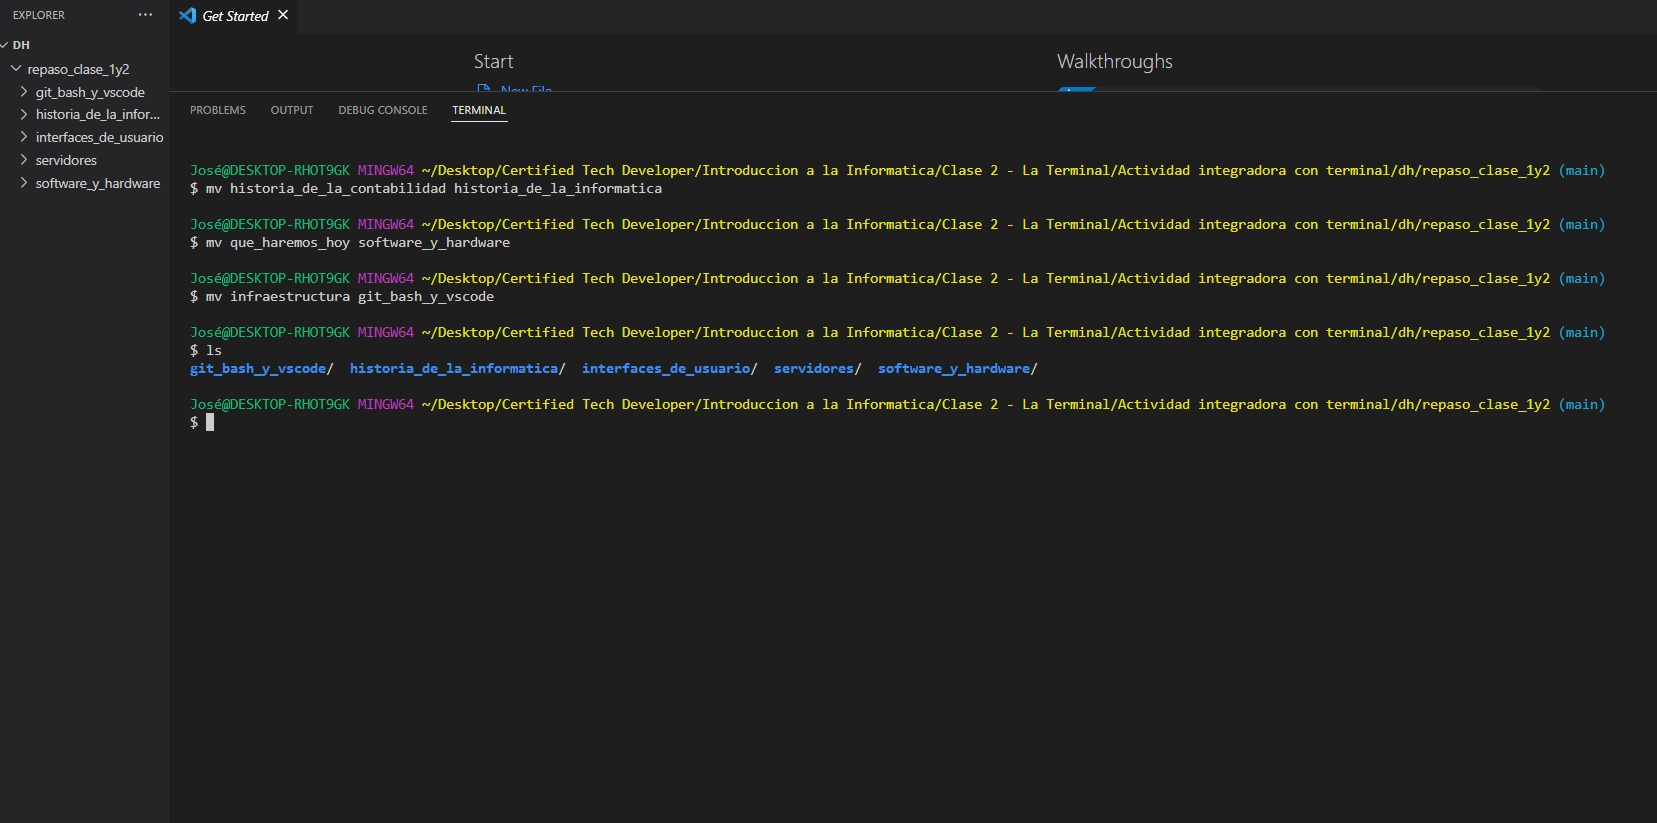 EXPLORER
Get Started
DH
repaso_clase_1y2
git_bash_y_vscode
historia_de_la_infor...
interfaces_de_usuario
servidores
software_y_hardware
Start
Walkthroughs
New File
PROBLEMS OUTPUT DEBUG CONSOLE TERMINAL
José@DESKTOP-RHOT9GK MINGW64 ~/Desktop/Certified Tech Developer/Introduccion a la Informatica/Clase 2 - La Terminal/Actividad integradora con terminal/dh/repaso_clase_1y2 (main)
$ mv historia_de_la_contabilidad historia_de_la_informatica
José@DESKTOP-RHOT9GK MINGW64 ~/Desktop/Certified Tech Developer/Introduccion a la Informatica/Clase 2 - La Terminal/Actividad integradora con terminal/dh/repaso_clase_1y2 (main)
$ mv que_haremos_hoy software_y_hardware
José@DESKTOP-RHOT9GK MINGW64 ~/Desktop/Certified Tech Developer/Introduccion a la Informatica/Clase 2 - La Terminal/Actividad integradora con terminal/dh/repaso_clase_1y2 (main)
$ mv infraestructura git_bash_y_vscode
José@DESKTOP-RHOT9GK MINGW64 ~/Desktop/Certified Tech Developer/Introduccion a la Informatica/Clase 2 - La Terminal/Actividad integradora con terminal/dh/repaso_clase_1y2 (main)
$ ls
git_bash_y_vscode/ historia_de_la_informatica/ interfaces_de_usuario/ servidores/ software_y_hardware/
José@DESKTOP-RHOT9GK MINGW64 ~/Desktop/Certified Tech Developer/Introduccion a la Informatica/Clase 2 - La Terminal/Actividad integradora con terminal/dh/repaso_clase_1y2 (main)
$